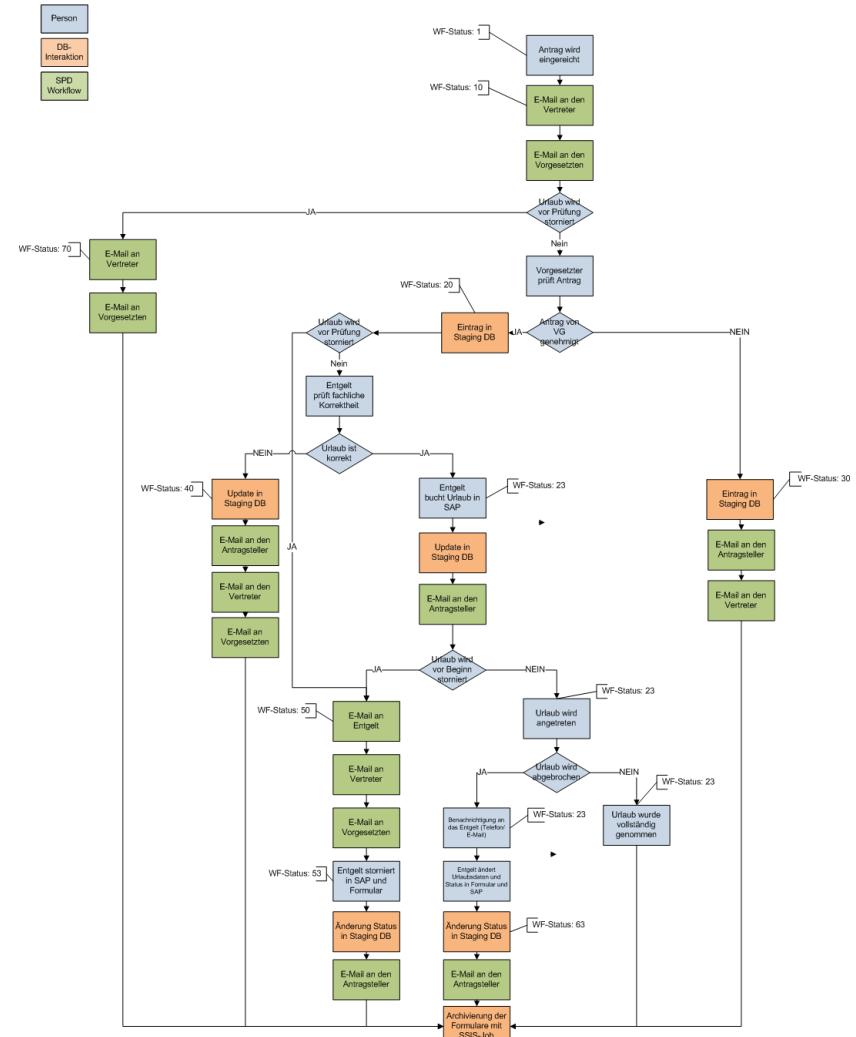 Person
DB-
Interaktion
SPD
Workflow
WF-Status: 1
Antrag wird
eingereicht
WF-Status: 10
E-Mail an den
Vertreter
E-Mail an den
Vorgesetzten
Urlaub wird
vor Prüfung
storniert
JA
Nein
WF-Status: 70
E-Mail an
Vertreter
E-Mail an
Vorgesetzten
Vorgesetzter
prüft Antrag
WF-Status: 20
Antrag von
VG
genehmigt
JA
NEIN
Eintrag in
Staging DB
Urlaub wird
vor Prüfung
storniert
Nein
JA
Entgelt
prüft fachliche
Korrektheit
Urlaub ist
korrekt
NEIN
JA
WF-Status: 40
Update in
Staging DB
E-Mail an den
Antragsteller
E-Mail an den
Vertreter
E-Mail an
Vorgesetzten
Entgelt
bucht Urlaub in
SAP
WF-Status: 23
Update in
Staging DB
E-Mail an den
Antragsteller
Eintrag in
Staging DB
WF-Status: 30
E-Mail an den
Antragsteller
E-Mail an den
Vertreter
Urlaub wird
vor Beginn
storniert
JA
NEIN
WF-Status: 50
E-Mail an
Entgelt
E-Mail an
Vertreter
E-Mail an
Vorgesetzten
WF-Status: 53
Entgelt storniert
in SAP und
Formular
Änderung Status
in Staging DB
E-Mail an den
Antragsteller
WF-Status: 23
Urlaub wird
angetreten
Urlaub wird
abgebrochen
JA
NEIN
Benachrichtigung an
das Entgelt (Telefon/
E-Mail)
WF-Status: 23
Entgelt ändert
Urlaubsdaten und
Status in Formular und
SAP
Änderung Status
in Staging DB
WF-Status: 63
E-Mail an den
Antragsteller
WF-Status: 23
Urlaub wurde
vollständig
genommen
Archivierung der
Formulare mit
SSIS-Job